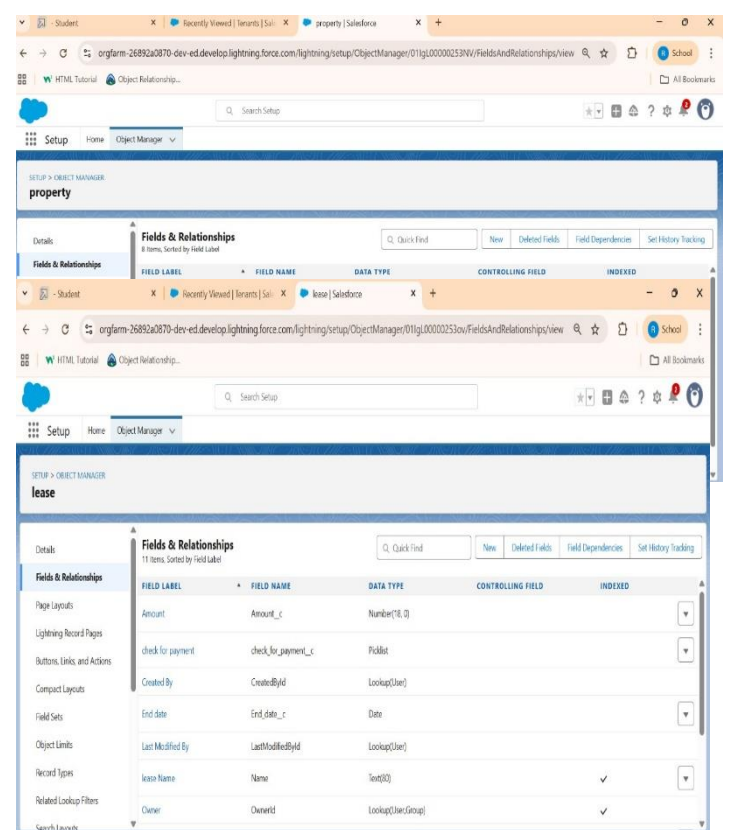 - Student
Recently Viewed | Tenants | Sale
property | Salesforce
orgfarm-26892a0870-dev-ed.develop.lightning.force.com/lightning/setup/ObjectManager/01IgL00000253NV/FieldsAndRelationships/view
School
HTML Tutorial
Object Relationship...
All Bookmarks
Search Setup
Setup
Home
Object Manager
SETUP > OBJECT MANAGER
property
Details
Fields & Relationships
Fields & Relationships
8 Items, Sorted by Field Label
Quick Find
New
Deleted Fields
Field Dependencies
Set History Tracking
FIELD LABEL FIELD NAME DATA TYPE CONTROLLING FIELD INDEXED
- Student
Recently Viewed | Tenants | Sale
lease | Salesforce
orgfarm-26892a0870-dev-ed.develop.lightning.force.com/lightning/setup/ObjectManager/01IgL00000253ov/FieldsAndRelationships/view
School
HTML Tutorial
Object Relationship...
All Bookmarks
Search Setup
Setup
Home
Object Manager
SETUP > OBJECT MANAGER
lease
Details
Fields & Relationships
Page Layouts
Lightning Record Pages
Buttons, Links, and Actions
Compact Layouts
Field Sets
Object Limits
Record Types
Related Lookup Filters
Search Layouts
Fields & Relationships
11 Items, Sorted by Field Label
Quick Find
New
Deleted Fields
Field Dependencies
Set History Tracking
FIELD LABEL FIELD NAME DATA TYPE CONTROLLING FIELD INDEXED
Amount Amount__c Number(18, 0)
check for payment check_for_payment__c Picklist
Created By CreatedById Lookup(User)
End date End_date__c Date
Last Modified By LastModifiedById Lookup(User)
lease Name Name Text(80)
Owner OwnerId Lookup(User,Group)